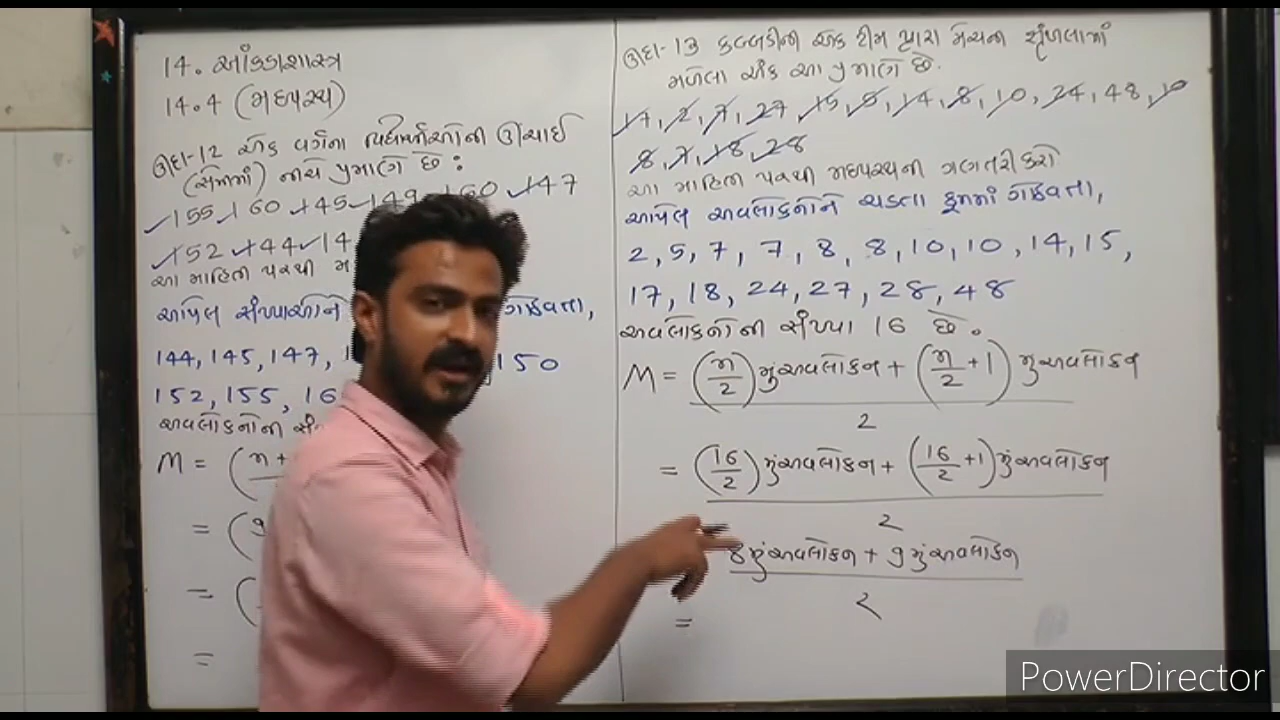 14. આંકડાશાસ્ત્ર
14.4 (મધ્યસ્થ)
ઉદા-12 એક વર્ગના વિદ્યાર્થીઓની ઊંચાઈ
(સેમીમાં) નીચે પ્રમાણે છે :
155 160 145 149 160 147
152 144 14
આ માહિતી પરથી મ
આપેલ સંખ્યાઓને ગોઠવતા,
144, 145, 147, 1 150
152, 155, 16
અવલોકનોની સં
M = (n+
= (9
= (
=
ઉદા-13 કબડ્ડીની એક ટીમ દ્વારા મેચની શૃંખલામાં
મળેલા અંક આ પ્રમાણે છે.
17, 2, 7, 27, 15, 5, 14, 8, 10, 24, 48, 10
8, 7, 18, 28
આ માહિતી પરથી મધ્યસ્થની ગણતરી કરો
આપેલ અવલોકનોને ચડતા ક્રમમાં ગોઠવતા,
2, 5, 7, 7, 8, 8, 10, 10, 14, 15,
17, 18, 24, 27, 28, 48
અવલોકનોની સંખ્યા 16 છે.
M = (n/2) મુંઅવલોકન + (n/2 +1) મુંઅવલોકન
2
= (16/2) મુંઅવલોકન + (16/2 +1) મુંઅવલોકન
2
8મુંઅવલોકન + 9મુંઅવલોકન
2
=
PowerDirector